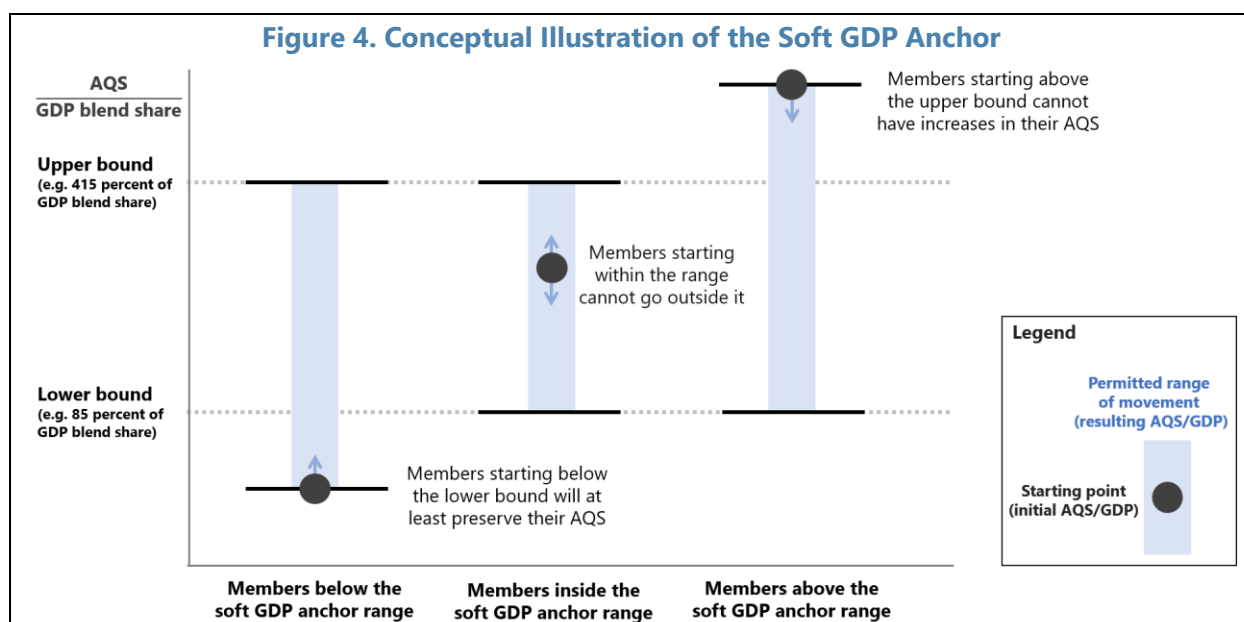 Figure 4. Conceptual Illustration of the Soft GDP Anchor
AQS
GDP blend share
Members starting above
the upper bound cannot
have increases in their AQS
Upper bound
(e.g. 415 percent of
GDP blend share)
Members starting
within the range
cannot go outside it
Lower bound
(e.g. 85 percent of
GDP blend share)
Members starting below
the lower bound will at
least preserve their AQS
Legend
Permitted range
of movement
(resulting AQS/GDP)
Starting point
(initial AQS/GDP)
Members below the
soft GDP anchor range
Members inside the
soft GDP anchor range
Members above the
soft GDP anchor range